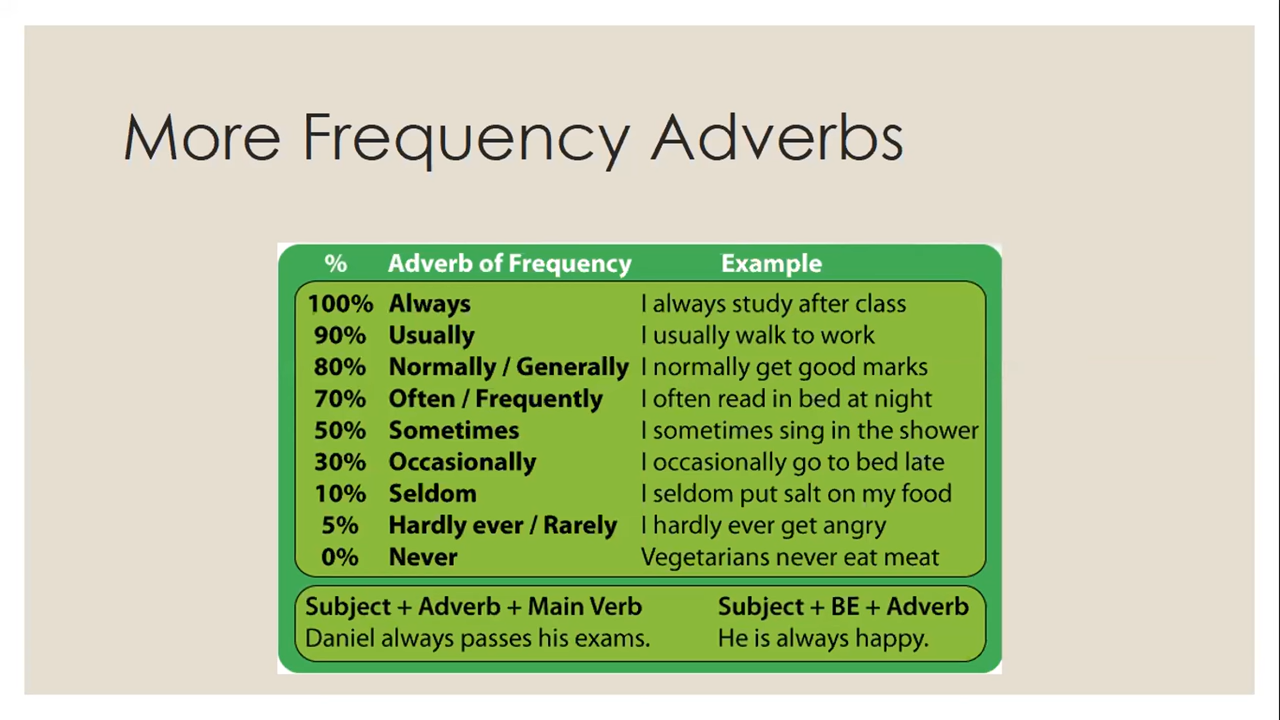 More Frequency Adverbs
% Adverb of Frequency Example
100% Always I always study after class
90% Usually I usually walk to work
80% Normally / Generally I normally get good marks
70% Often / Frequently I often read in bed at night
50% Sometimes I sometimes sing in the shower
30% Occasionally I occasionally go to bed late
10% Seldom I seldom put salt on my food
5% Hardly ever / Rarely I hardly ever get angry
0% Never Vegetarians never eat meat
Subject + Adverb + Main Verb Subject + BE + Adverb
Daniel always passes his exams. He is always happy.